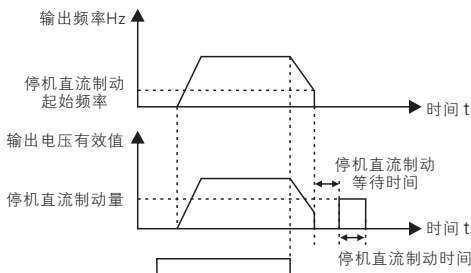 输出频率Hz
停机直流制动
起始频率
时间 t
输出电压有效值
停机直流制动
等待时间
停机直流制动量
时间 t
停机直流制动时间